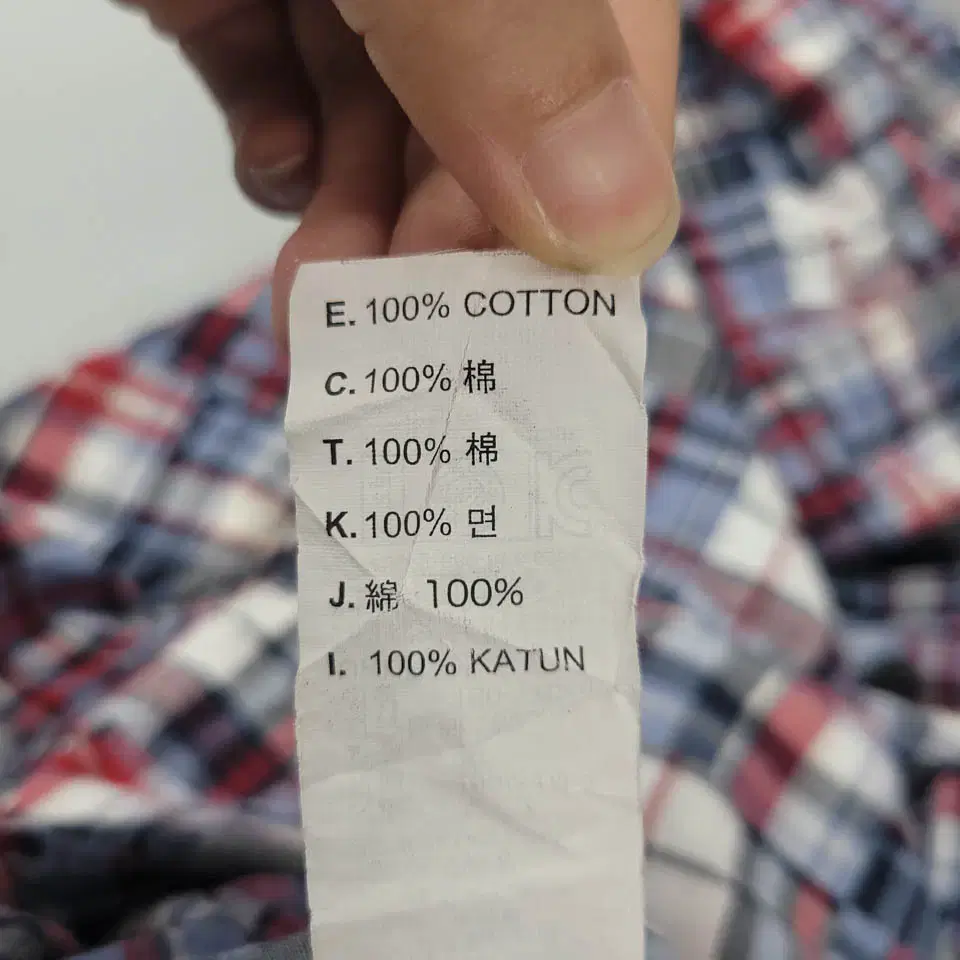 E. 100% COTTON
C. 100% 棉
T. 100% 棉
K. 100% 면
J. 綿 100%
I. 100% KATUN